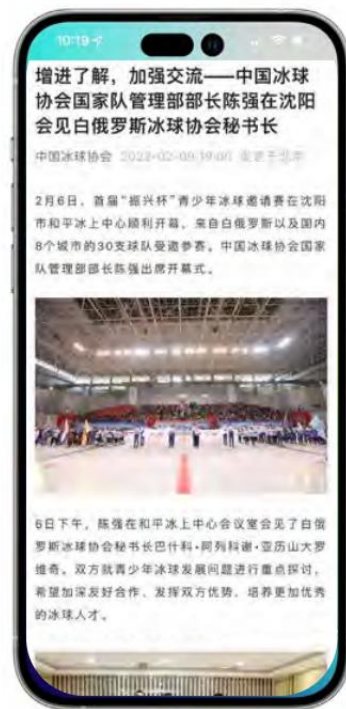 10:19
增进了解，加强交流——中国冰球
协会国家队管理部部长陈强在沈阳
会见白俄罗斯冰球协会秘书长
中国冰球协会
2月6日，首届“振兴杯”青少年冰球邀请赛在沈阳
市和平冰上中心顺利开幕，来自白俄罗斯以及国内
8个城市的30支球队受邀参赛。中国冰球协会国家
队管理部部长陈强出席开幕式。
6日下午，陈强在和平冰上中心会议室会见了白俄
罗斯冰球协会秘书长巴什科·阿列科谢·亚历山大罗
维奇。双方就青少年冰球发展问题进行重点探讨，
希望加深友好合作、发挥双方优势，培养更加优秀
的冰球人才。